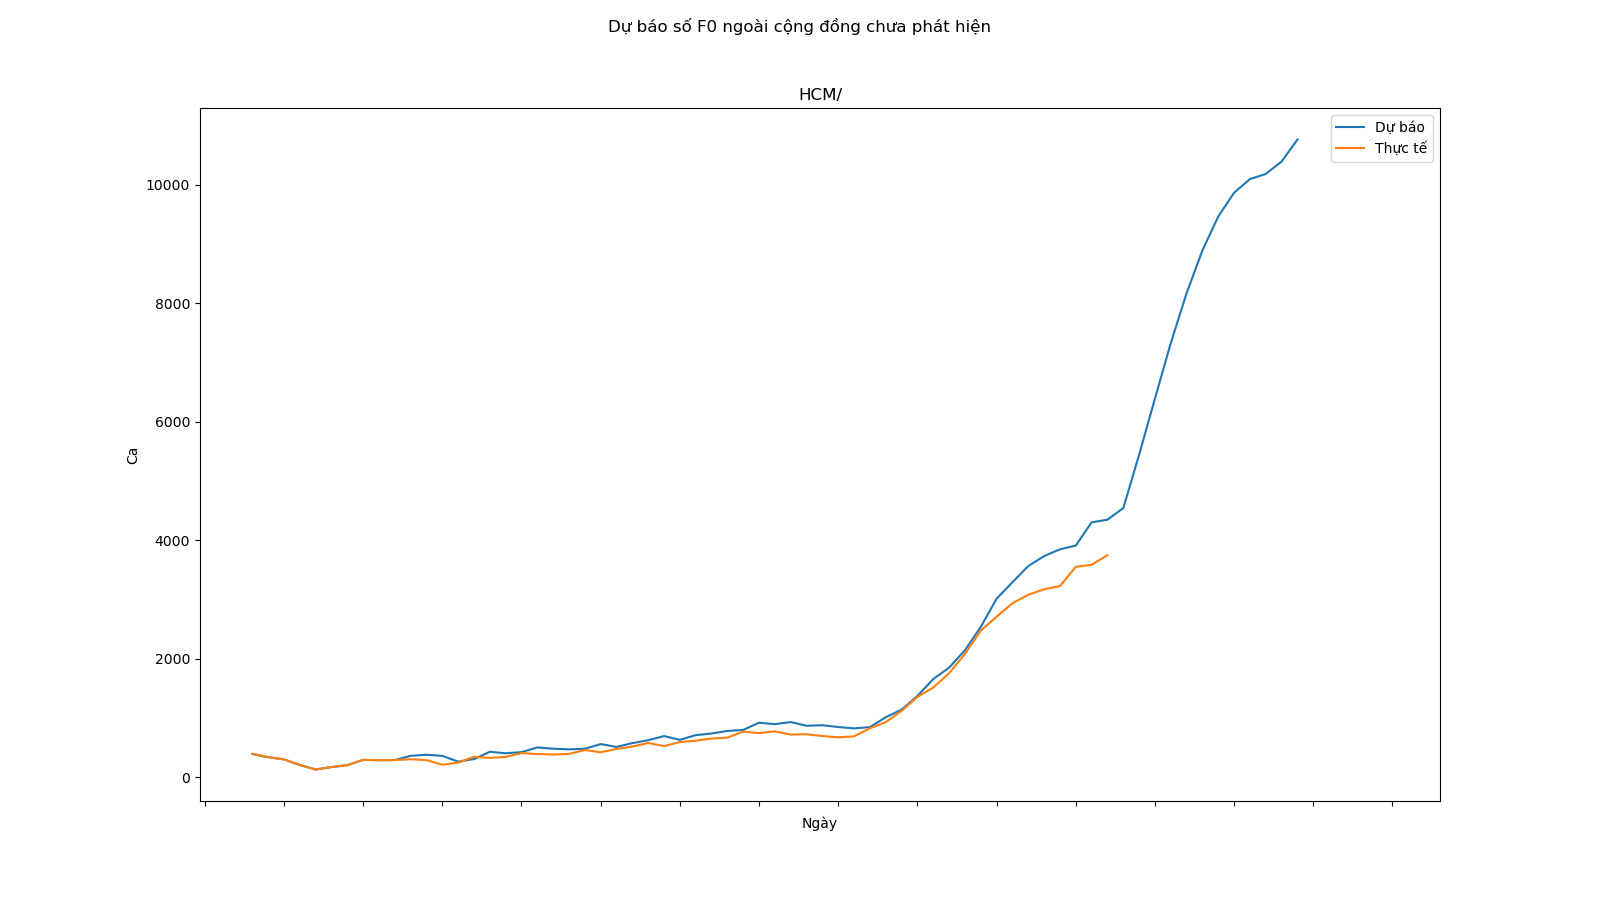 Dự báo số F0 ngoài cộng đồng chưa phát hiện
HCM/
Dự báo
Thực tế
10000
8000
6000
4000
2000
0
Ca
Ngày